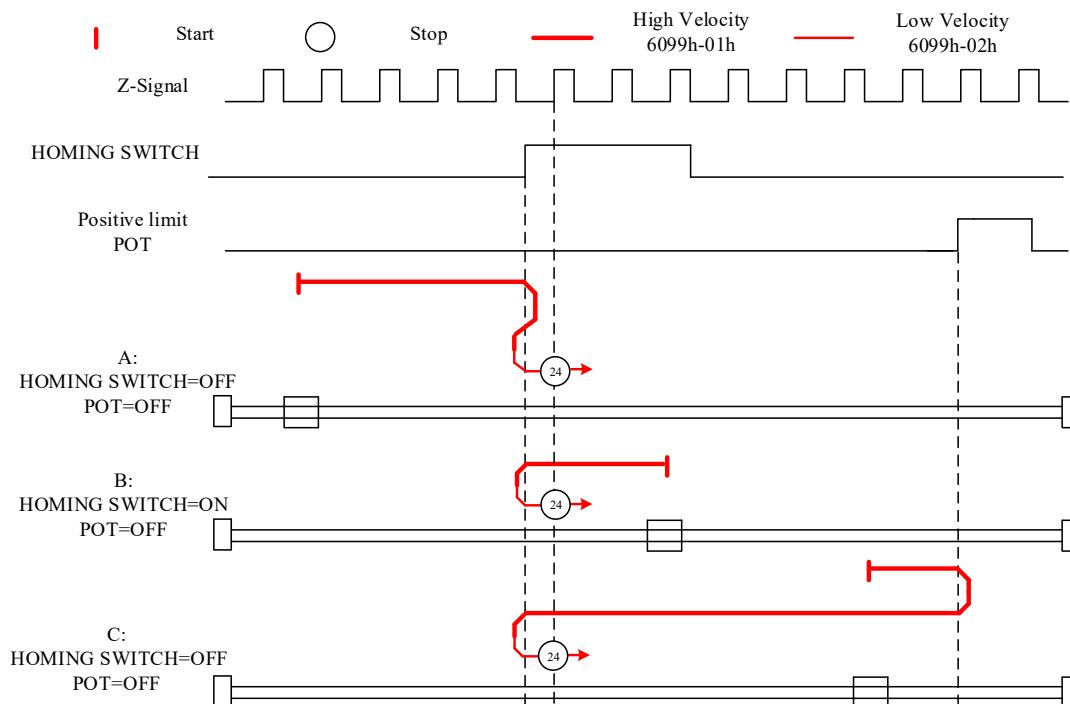 Start
Stop
High Velocity
6099h-01h
Low Velocity
6099h-02h
Z-Signal
HOMING SWITCH
Positive limit
POT
A:
HOMING SWITCH=OFF
POT=OFF
24
B:
HOMING SWITCH=ON
POT=OFF
24
C:
HOMING SWITCH=OFF
POT=OFF
24